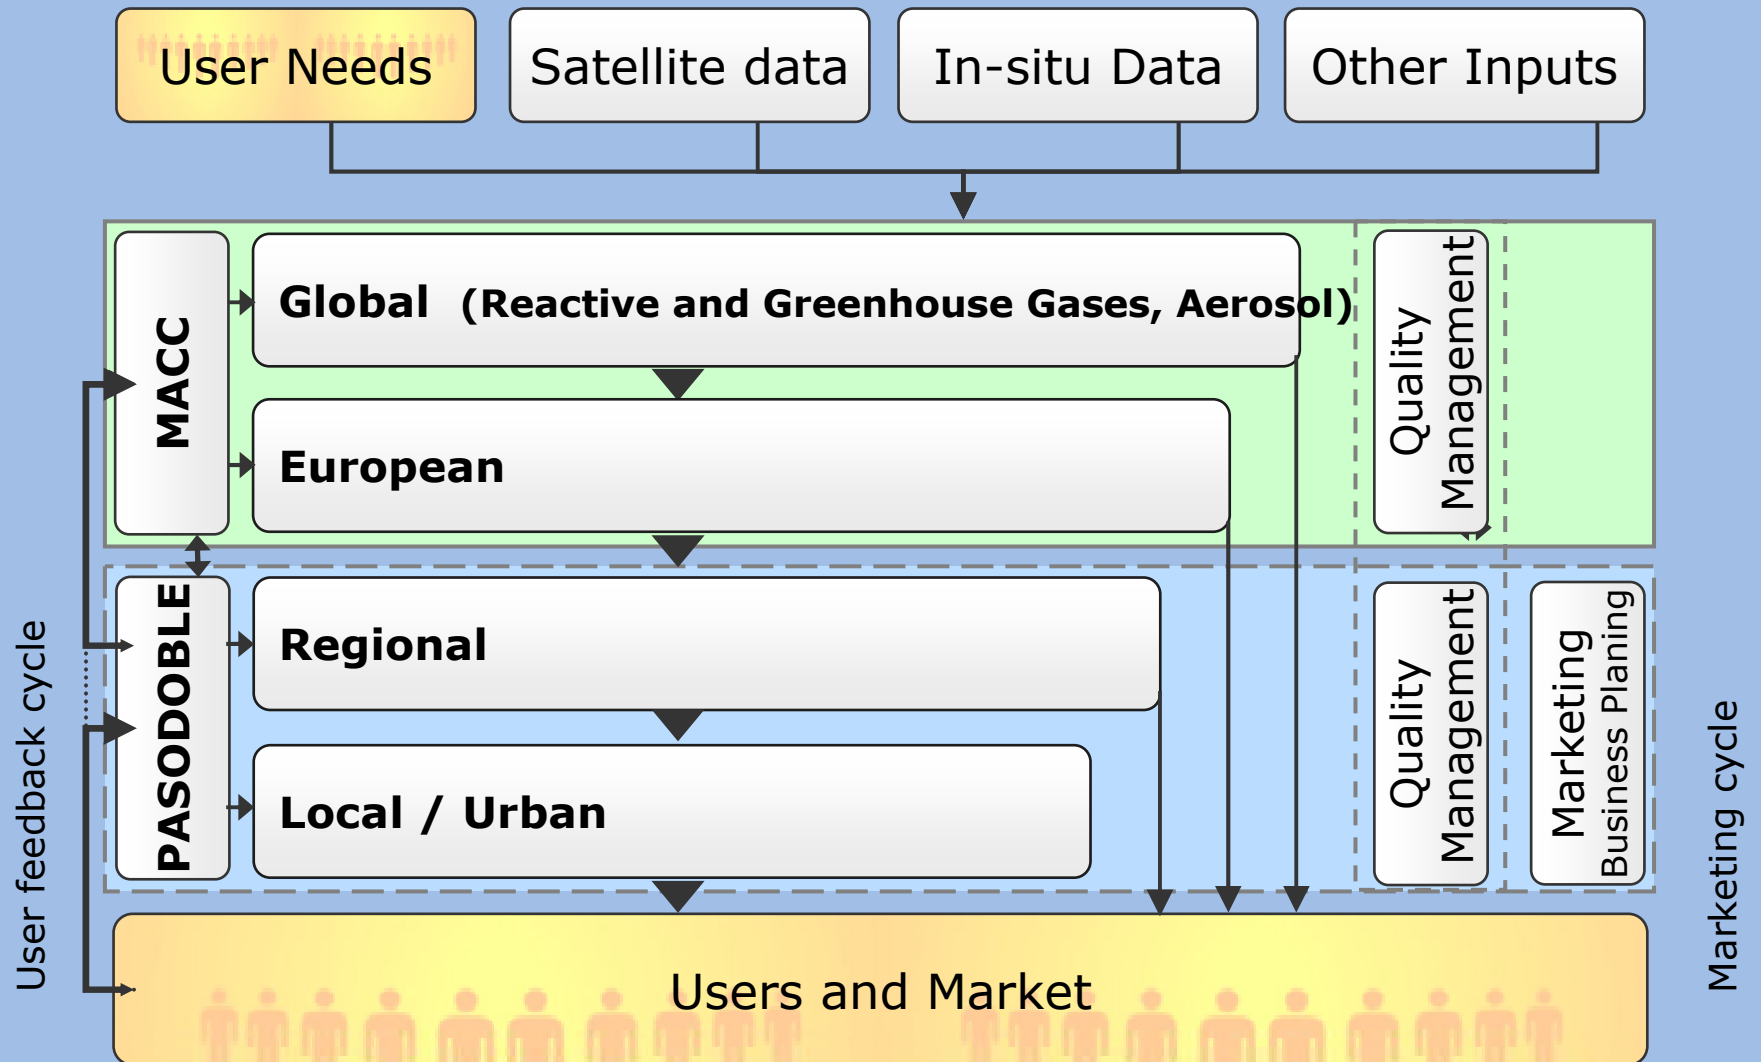 User Needs
Satellite data
In-situ Data
Other Inputs
MACC
Global (Reactive and Greenhouse Gases, Aerosol)
European
Quality
Management
PASODOBLE
Regional
Local / Urban
Quality
Management
Marketing
Business Planning
User feedback cycle
Marketing cycle
Users and Market